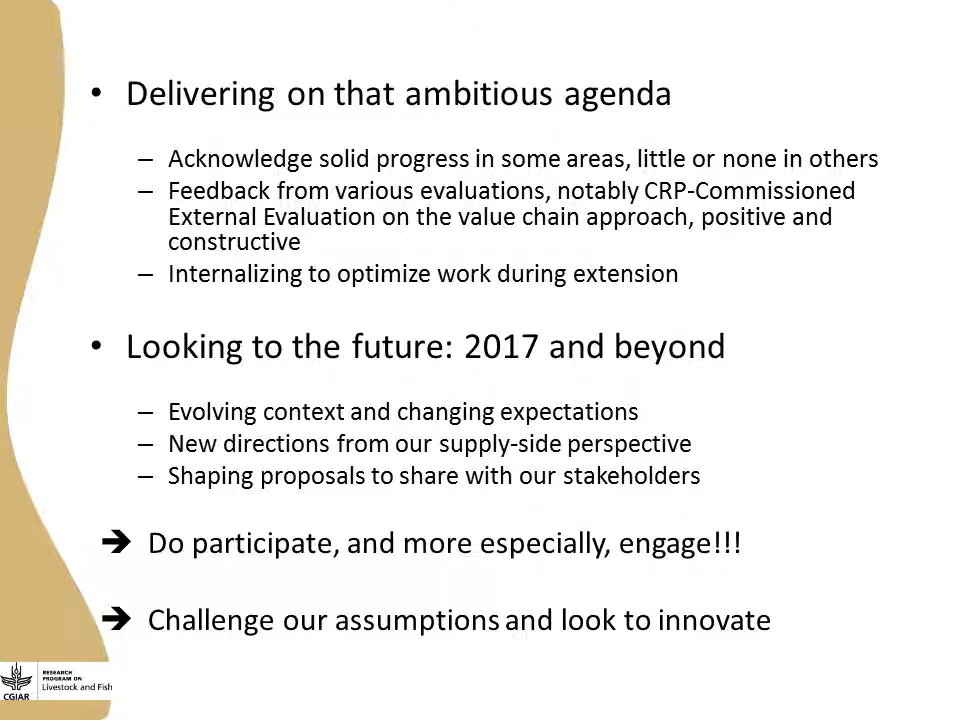 • Delivering on that ambitious agenda
– Acknowledge solid progress in some areas, little or none in others
– Feedback from various evaluations, notably CRP-Commissioned
External Evaluation on the value chain approach, positive and
constructive
– Internalizing to optimize work during extension
• Looking to the future: 2017 and beyond
– Evolving context and changing expectations
– New directions from our supply-side perspective
– Shaping proposals to share with our stakeholders
➔ Do participate, and more especially, engage!!!
➔ Challenge our assumptions and look to innovate
RESEARCH
PROGRAM ON
Livestock and Fish
CGIAR